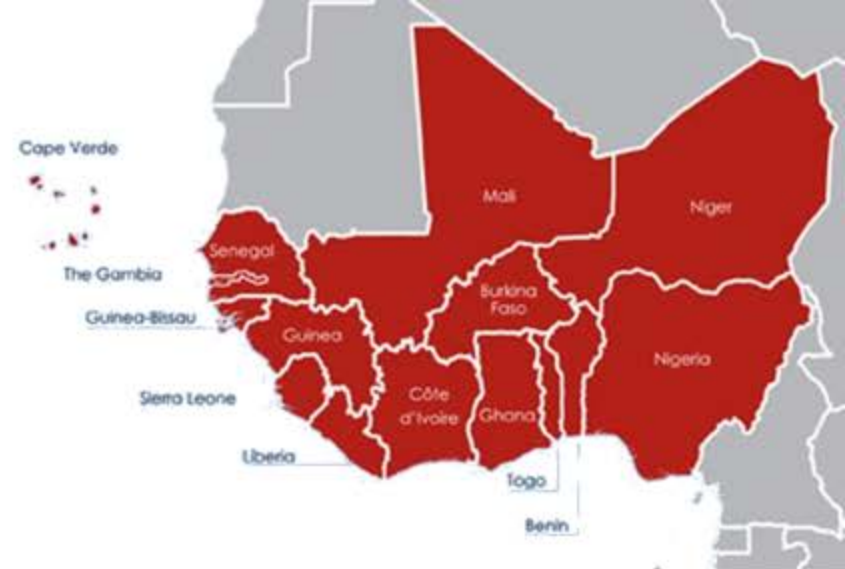 Cape Verde
Mali
Niger
Senegal
The Gambia
Burkina
Faso
Guinea-Bissau
Guinea
Nigeria
Sierra Leone
Côte
d'Ivoire
Ghana
Liberia
Togo
Benin